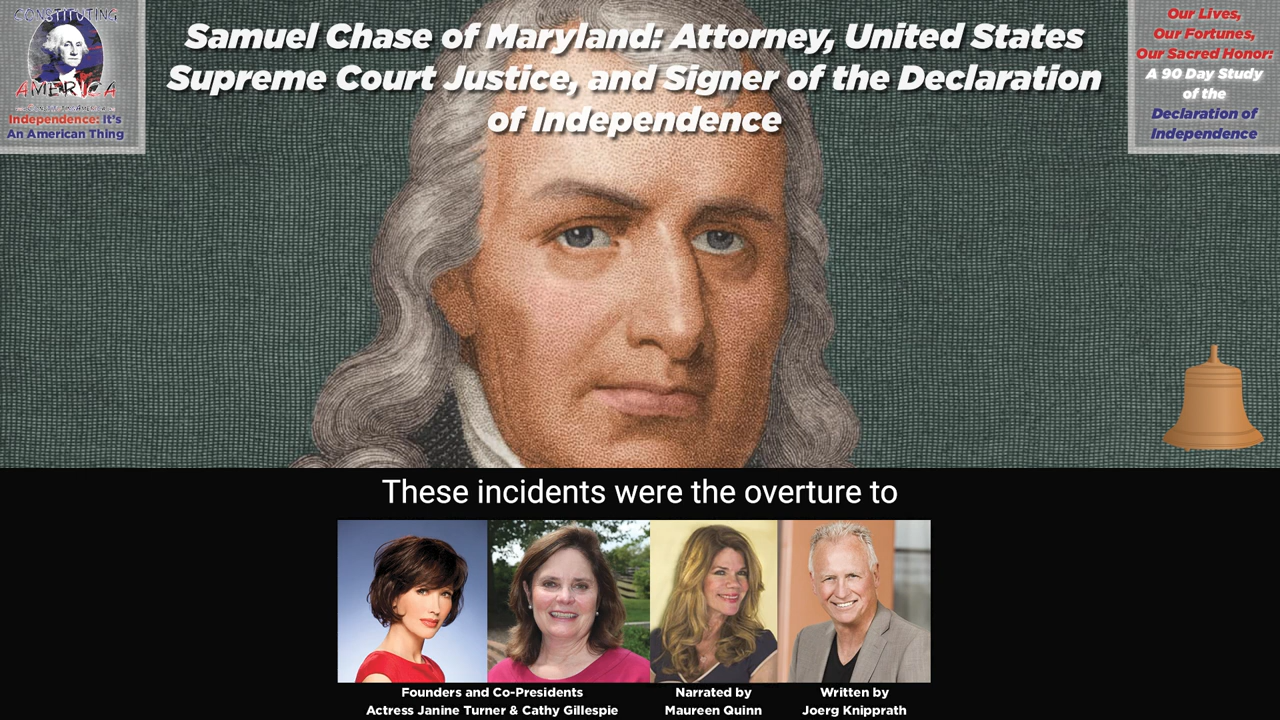 CONSTITUTING
AMERICA
Independence: It's
An American Thing
Samuel Chase of Maryland: Attorney, United States
Supreme Court Justice, and Signer of the Declaration
of Independence
Our Lives,
Our Fortunes,
Our Sacred Honor:
A 90 Day Study
of the
Declaration of
Independence
These incidents were the overture to
Founders and Co-Presidents
Actress Janine Turner & Cathy Gillespie
Narrated by
Maureen Quinn
Written by
Joerg Knipprath